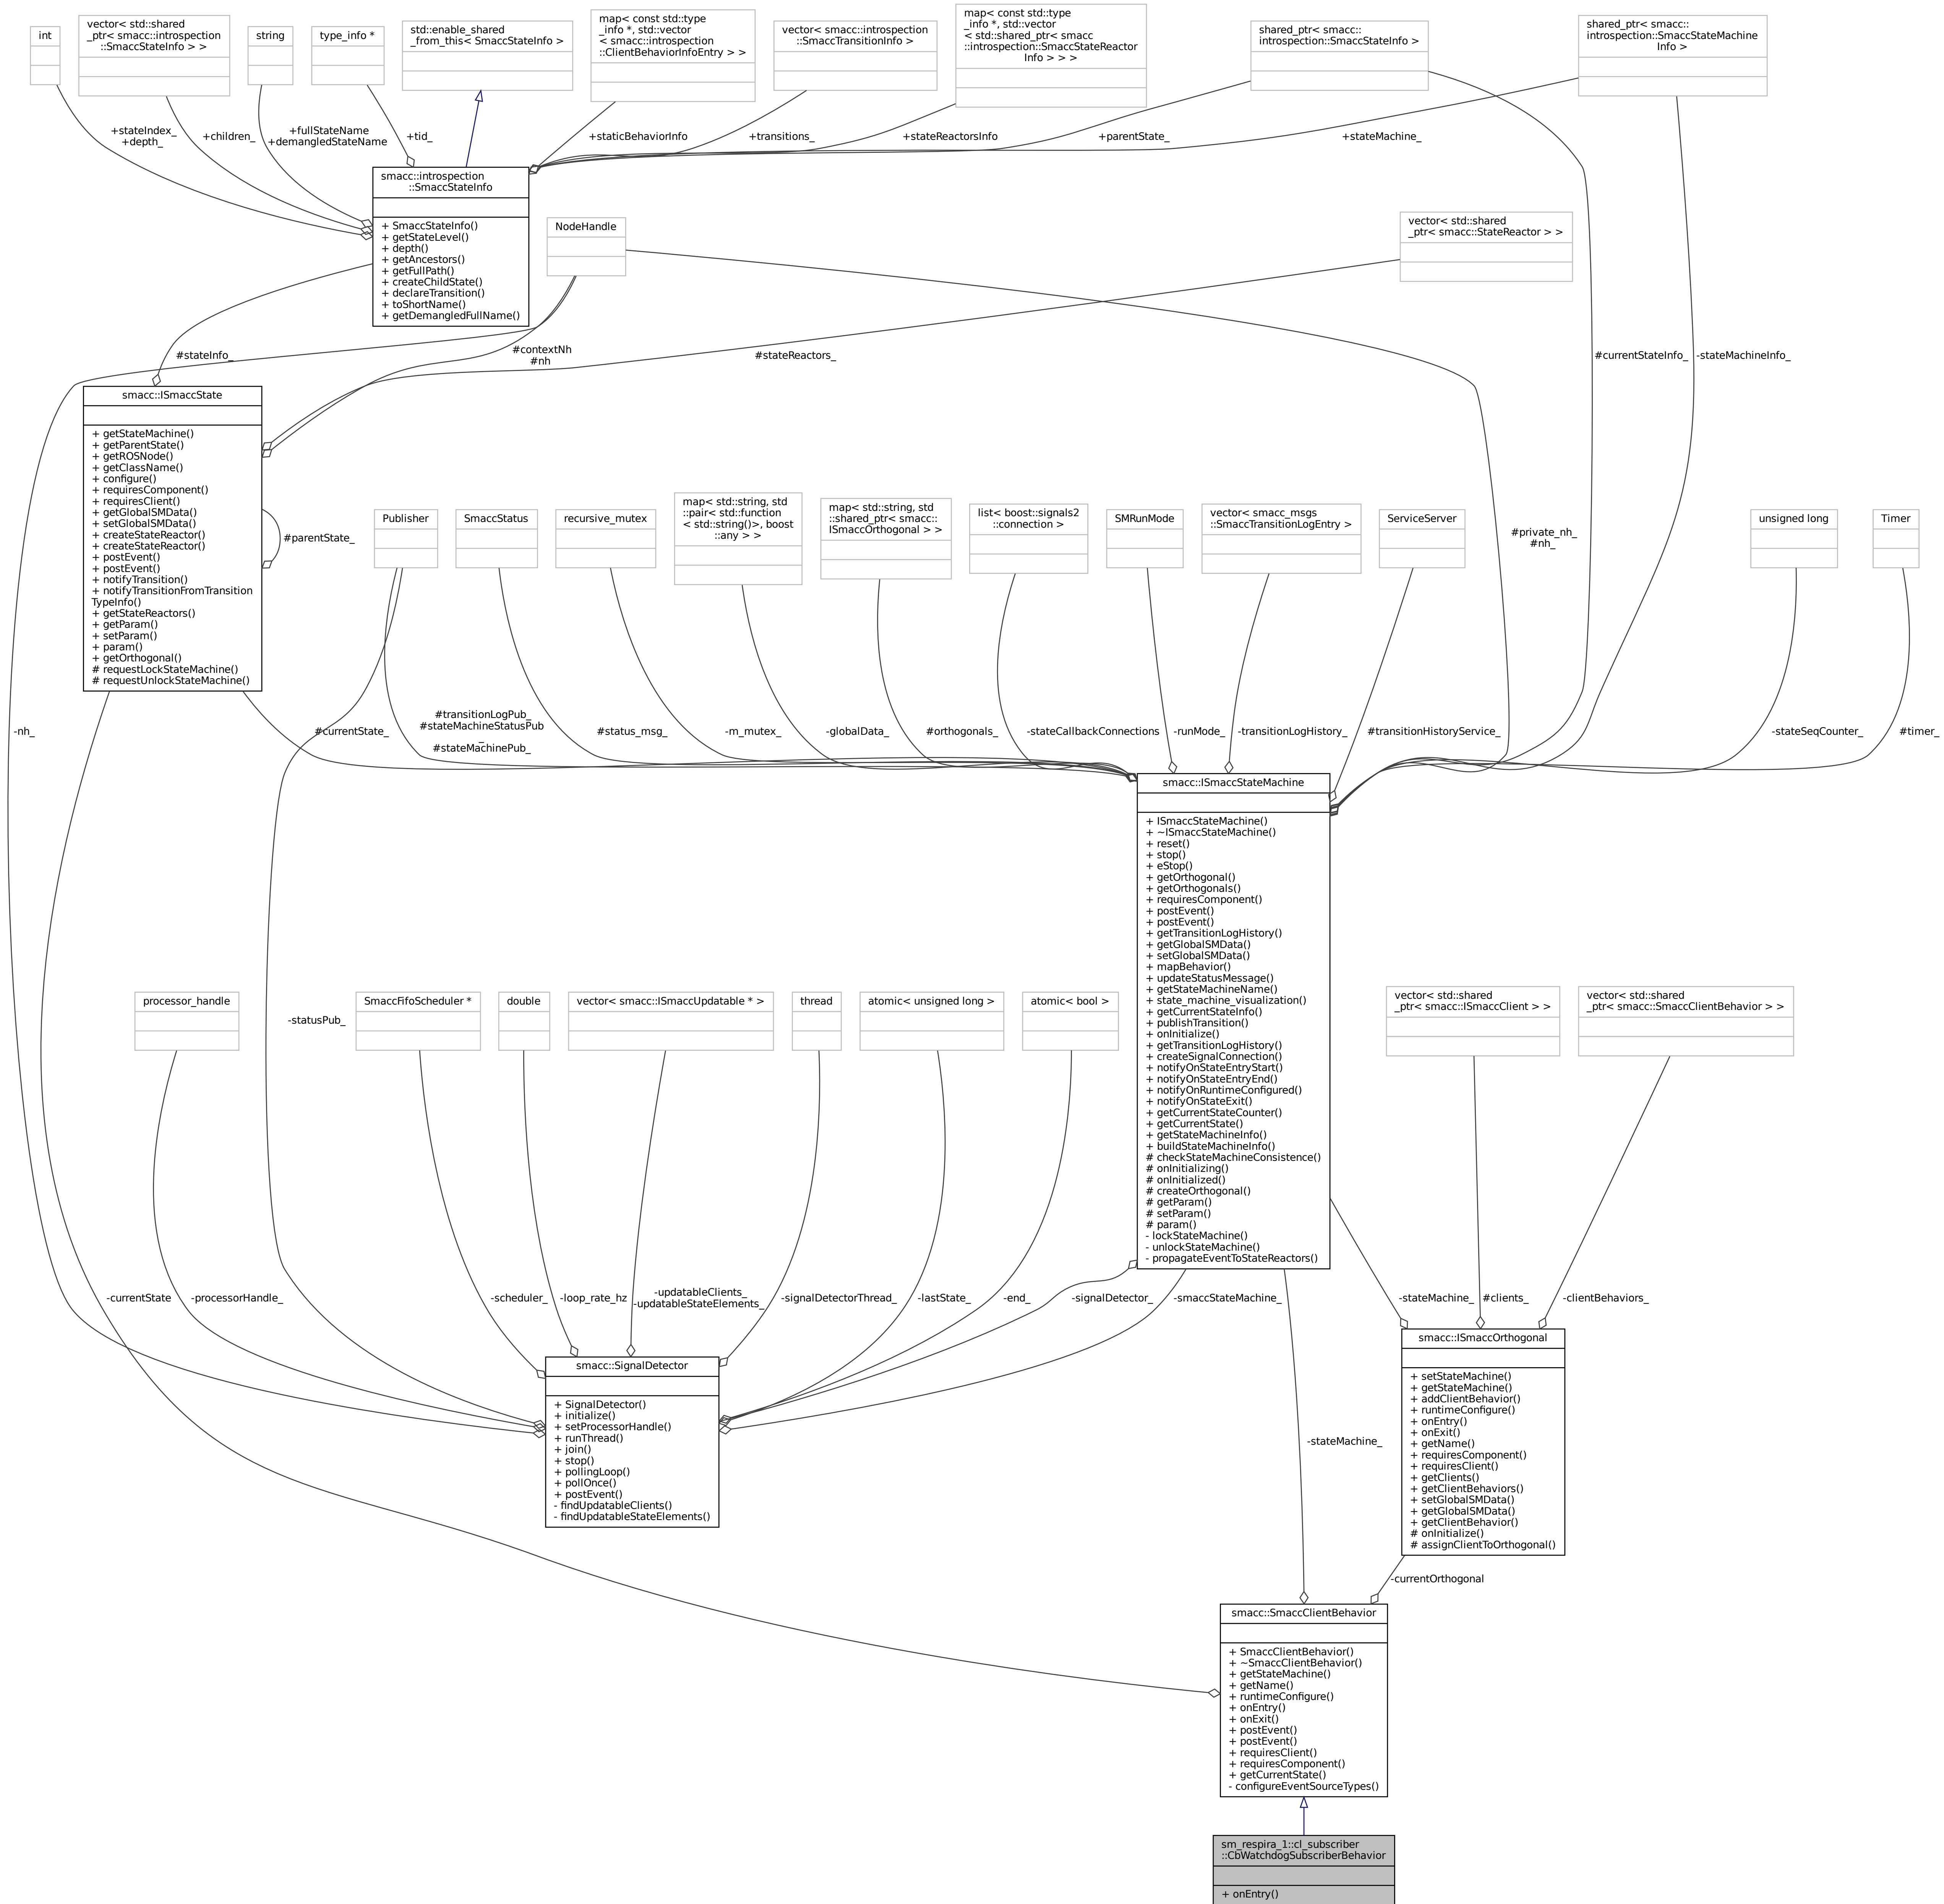 int
vector< std::shared
_ptr< smacc::introspection
::SmaccStateInfo > >
string
type_info *
std::enable_shared
_from_this< SmaccStateInfo >
map< const std::type
_info *, std::vector
< smacc::introspection
::ClientBehaviorInfoEntry > >
vector< smacc::introspection
::SmaccTransitionInfo >
map< const std::type
_info *, std::vector
< std::shared_ptr< smacc
::introspection::SmaccStateReactor
Info > > >
shared_ptr< smacc::
introspection::SmaccStateInfo >
shared_ptr< smacc::
introspection::SmaccStateMachine
Info >
+stateIndex_
+depth_
+children_
+fullStateName
+demangledStateName
+tid_
+staticBehaviorInfo
+transitions_
+stateReactorsInfo
+parentState_
+stateMachine_
smacc::introspection
::SmaccStateInfo
+ SmaccStateInfo()
+ getStateLevel()
+ depth()
+ getAncestors()
+ getFullPath()
+ createChildState()
+ declareTransition()
+ toShortName()
+ getDemangledFullName()
NodeHandle
vector< std::shared
_ptr< smacc::StateReactor > >
#stateInfo_
#contextNh
#nh
#stateReactors_
#currentStateInfo_
-stateMachineInfo_
smacc::ISmaccState
+ getStateMachine()
+ getParentState()
+ getROSNode()
+ getClassName()
+ configure()
+ requiresComponent()
+ requiresClient()
+ getGlobalSMData()
+ setGlobalSMData()
+ createStateReactor()
+ createStateReactor()
+ postEvent()
+ postEvent()
+ notifyTransition()
+ notifyTransitionFromTransition
TypeInfo()
+ getStateReactors()
+ getParam()
+ setParam()
+ param()
+ getOrthogonal()
# requestLockStateMachine()
# requestUnlockStateMachine()
#parentState_
Publisher
SmaccStatus
recursive_mutex
map< std::string, std
::pair< std::function
< std::string()>, boost
::any > >
map< std::string, std
::shared_ptr< smacc::
ISmaccOrthogonal > >
list< boost::signals2
::connection >
SMRunMode
vector< smacc_msgs
::SmaccTransitionLogEntry >
ServiceServer
#private_nh_
#nh_
unsigned long
Timer
-nh_
#currentState_
#transitionLogPub_
#stateMachineStatusPub
_
#stateMachinePub_
#status_msg_
-m_mutex_
-globalData_
#orthogonals_
-stateCallbackConnections
-runMode_
-transitionLogHistory_
#transitionHistoryService_
-stateSeqCounter_
#timer_
smacc::ISmaccStateMachine
+ ISmaccStateMachine()
+ ~ISmaccStateMachine()
+ reset()
+ stop()
+ eStop()
+ getOrthogonal()
+ getOrthogonals()
+ requiresComponent()
+ postEvent()
+ postEvent()
+ getTransitionLogHistory()
+ getGlobalSMData()
+ setGlobalSMData()
+ mapBehavior()
+ updateStatusMessage()
+ getStateMachineName()
+ state_machine_visualization()
+ getCurrentStateInfo()
+ publishTransition()
+ onInitialize()
+ getTransitionLogHistory()
+ createSignalConnection()
+ notifyOnStateEntryStart()
+ notifyOnStateEntryEnd()
+ notifyOnRuntimeConfigured()
+ notifyOnStateExit()
+ getCurrentStateCounter()
+ getCurrentState()
+ getStateMachineInfo()
+ buildStateMachineInfo()
# checkStateMachineConsistence()
# onInitializing()
# onInitialized()
# createOrthogonal()
# getParam()
# setParam()
# param()
- lockStateMachine()
- unlockStateMachine()
- propagateEventToStateReactors()
processor_handle
-statusPub_
SmaccFifoScheduler *
double
vector< smacc::ISmaccUpdatable * >
thread
atomic< unsigned long >
atomic< bool >
vector< std::shared
_ptr< smacc::ISmaccClient > >
vector< std::shared
_ptr< smacc::SmaccClientBehavior > >
-currentState
-processorHandle_
-scheduler_
-loop_rate_hz
-updatableClients_
-updatableStateElements_
-signalDetectorThread_
-lastState_
-end_
-signalDetector_
-smaccStateMachine_
-stateMachine_
#clients_
-clientBehaviors_
smacc::SignalDetector
+ SignalDetector()
+ initialize()
+ setProcessorHandle()
+ runThread()
+ join()
+ stop()
+ pollingLoop()
+ pollOnce()
+ postEvent()
- findUpdatableClients()
- findUpdatableStateElements()
smacc::ISmaccOrthogonal
+ setStateMachine()
+ getStateMachine()
+ addClientBehavior()
+ runtimeConfigure()
+ onEntry()
+ onExit()
+ getName()
+ requiresComponent()
+ requiresClient()
+ getClients()
+ getClientBehaviors()
+ setGlobalSMData()
+ getGlobalSMData()
+ getClientBehavior()
# onInitialize()
# assignClientToOrthogonal()
-stateMachine_
-currentOrthogonal
smacc::SmaccClientBehavior
+ SmaccClientBehavior()
+ ~SmaccClientBehavior()
+ getStateMachine()
+ getName()
+ runtimeConfigure()
+ onEntry()
+ onExit()
+ postEvent()
+ postEvent()
+ requiresClient()
+ requiresComponent()
+ getCurrentState()
- configureEventSourceTypes()
sm_respira_1::cl_subscriber
::CbWatchdogSubscriberBehavior
+ onEntry()